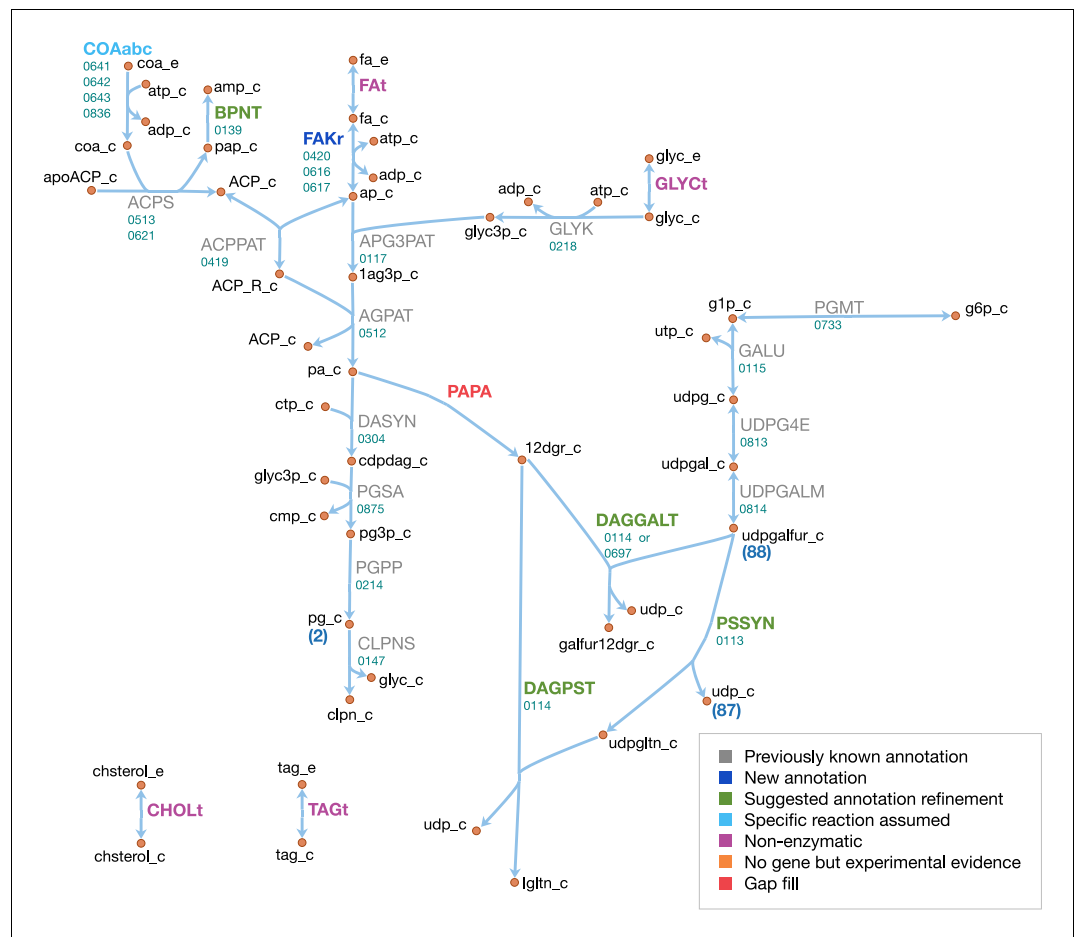 COAabc
0641
0642
0643
0836
coa_e
atp_c
adp_c
coa_c
amp_c
BPNT
0139
pap_c
apoACP_c
ACP_c
ACPS
0513
0621
fa_e
FAt
fa_c
FAKr
0420
0616
0617
atp_c
adp_c
ap_c
ACPPAT
0419
ACP_R_c
APG3PAT
0117
1ag3p_c
glyc_e
GLYCt
glyc_c
adp_c
atp_c
glyc3p_c
GLYK
0218
AGPAT
0512
ACP_c
pa_c
PAPA
ctp_c
DASYN
0304
cdpdag_c
glyc3p_c
PGSA
0875
cmp_c
pg3p_c
PGPP
0214
pg_c
(2)
CLPNS
0147
glyc_c
clpn_c
g1p_c
PGMT
0733
g6p_c
utp_c
GALU
0115
udpg_c
UDPG4E
0813
udpgal_c
UDPGALM
0814
udpgalfur_c
(88)
12dgr_c
DAGGALT
0114 or
0697
udp_c
galfur12dgr_c
PSSYN
0113
udp_c
(87)
DAGPST
0114
udpgltn_c
udp_c
lgltn_c
chsterol_e
CHOLt
chsterol_c
tag_e
TAGt
tag_c
Previously known annotation
New annotation
Suggested annotation refinement
Specific reaction assumed
Non-enzymatic
No gene but experimental evidence
Gap fill